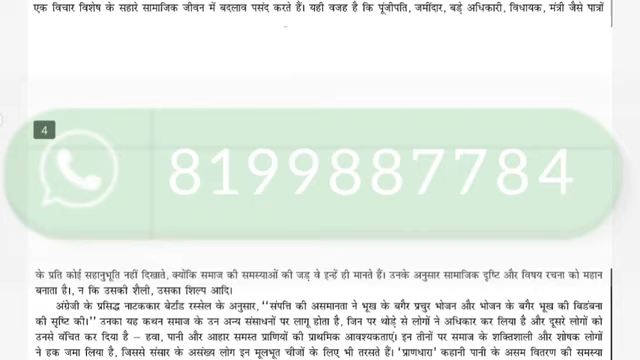 एक विचार विशेष के सहारे सामाजिक जीवन में बदलाव पसंद करते हैं। यही वजह है कि पूंजीपति, जमींदार, बड़े अधिकारी, विधायक, मंत्री जैसे पात्रों
4
8199887784
के प्रति कोई सहानुभूति नहीं दिखाते, क्योंकि समाज की समस्याओं की जड़ वे इन्हें ही मानते हैं। उनके अनुसार सामाजिक दृष्टि और विषय रचना को महान
बनाता है।, न कि उसकी शैली, उसका शिल्प आदि।
अंग्रेजी के प्रसिद्ध नाटककार बेर्टांड रस्सेल के अनुसार, “संपत्ति की असमानता ने भूख के बगैर प्रचुर भोजन और भोजन के बगैर भूख की विडंबना
की सृष्टि की।” उनका यह कथन समाज के उन अन्य संसाधनों पर लागू होता है, जिन पर थोड़े से लोगों ने अधिकार कर लिया है और दूसरे लोगों को
उनसे वंचित कर दिया है – हवा, पानी और आहार समस्त प्राणियों की प्राथमिक आवश्यकताएं। इन तीनों पर समाज के शक्तिशाली और शोषक लोगों
ने हक जमा लिया है, जिससे संसार के असंख्य लोग इन मूलभूत चीजों के लिए भी तरसते हैं। ‘प्राणधारा’ कहानी पानी के असम वितरण की समस्या